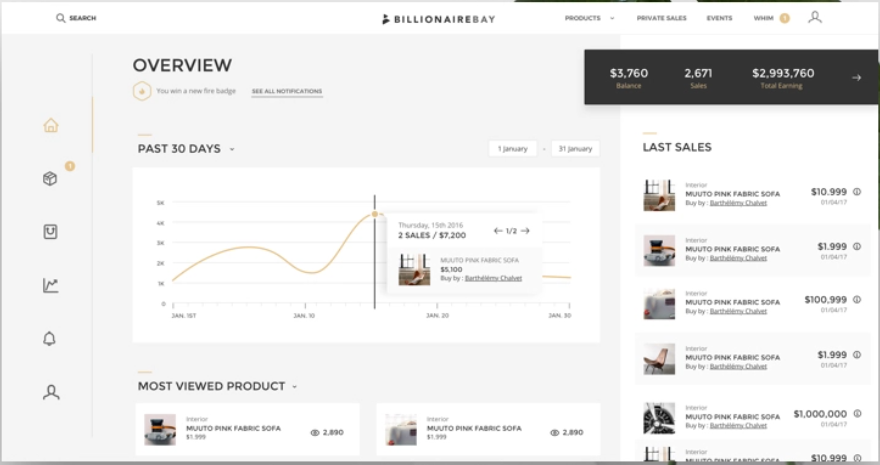 SEARCH
BILLIONAIREBAY
PRODUCTS
PRIVATE SALES
EVENTS
WHIM
OVERVIEW
You win a new fire badge
SEE ALL NOTIFICATIONS
$3,760
Balance
2,671
Sales
$2,993,760
Total Earning
PAST 30 DAYS
1 January - 31 January
5K
4K
3K
2K
1K
0
JAN. 1ST
JAN. 10
JAN. 20
JAN. 30
Thursday, 15th 2016
2 SALES / $7,200
1/2
MUUTO PINK FABRIC SOFA
$5,100
Buy by : Barthélémy Chalvet
MOST VIEWED PRODUCT
Interior
MUUTO PINK FABRIC SOFA
$1.999
2,890
Interior
MUUTO PINK FABRIC SOFA
$1.999
2,890
LAST SALES
Interior
MUUTO PINK FABRIC SOFA
Buy by : Barthélémy Chalvet
$10.999
01/04/17
Interior
MUUTO PINK FABRIC SOFA
Buy by : Barthélémy Chalvet
$1.999
01/04/17
Interior
MUUTO PINK FABRIC SOFA
Buy by : Barthélémy Chalvet
$100,999
01/04/17
Interior
MUUTO PINK FABRIC SOFA
Buy by : Barthélémy Chalvet
$1.999
01/04/17
Interior
MUUTO PINK FABRIC SOFA
Buy by : Barthélémy Chalvet
$1,000,000
01/04/17
Interior
MUUTO PINK FABRIC SOFA
$10.999